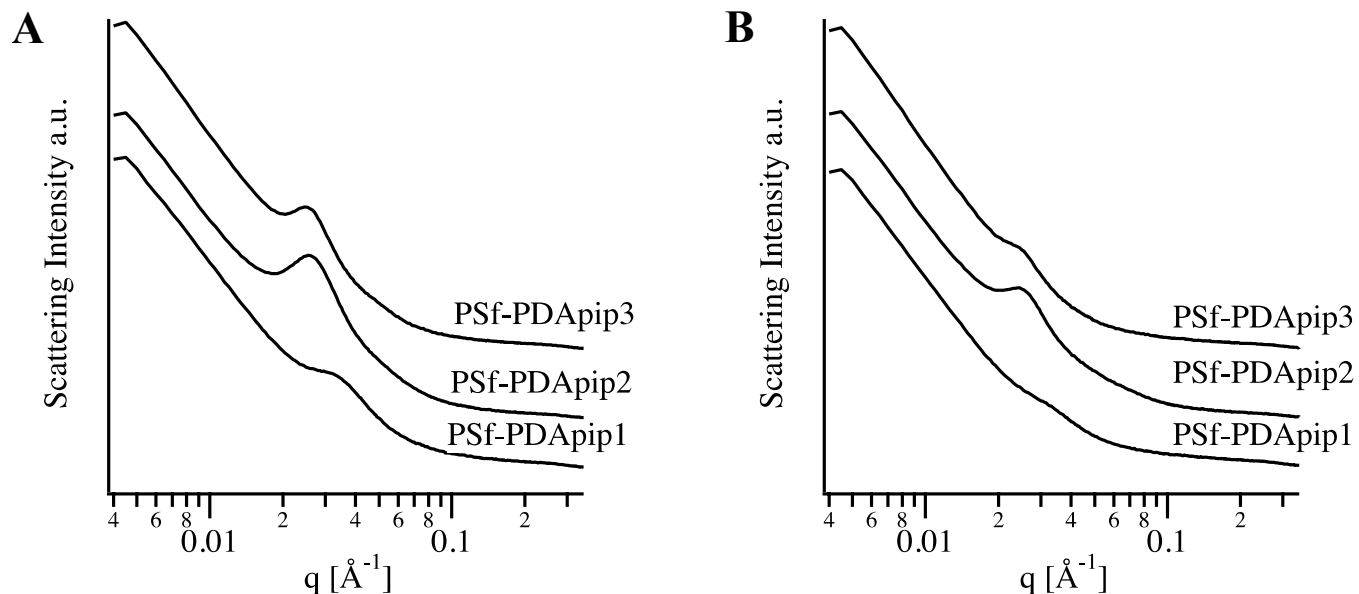 A
Scattering Intensity a.u.
PSf-PDApip3
PSf-PDApip2
PSf-PDApip1
4 6 8 2 4 6 8 2
0.01 0.1
q [Å⁻¹]
B
Scattering Intensity a.u.
PSf-PDApip3
PSf-PDApip2
PSf-PDApip1
4 6 8 2 4 6 8 2
0.01 0.1
q [Å⁻¹]